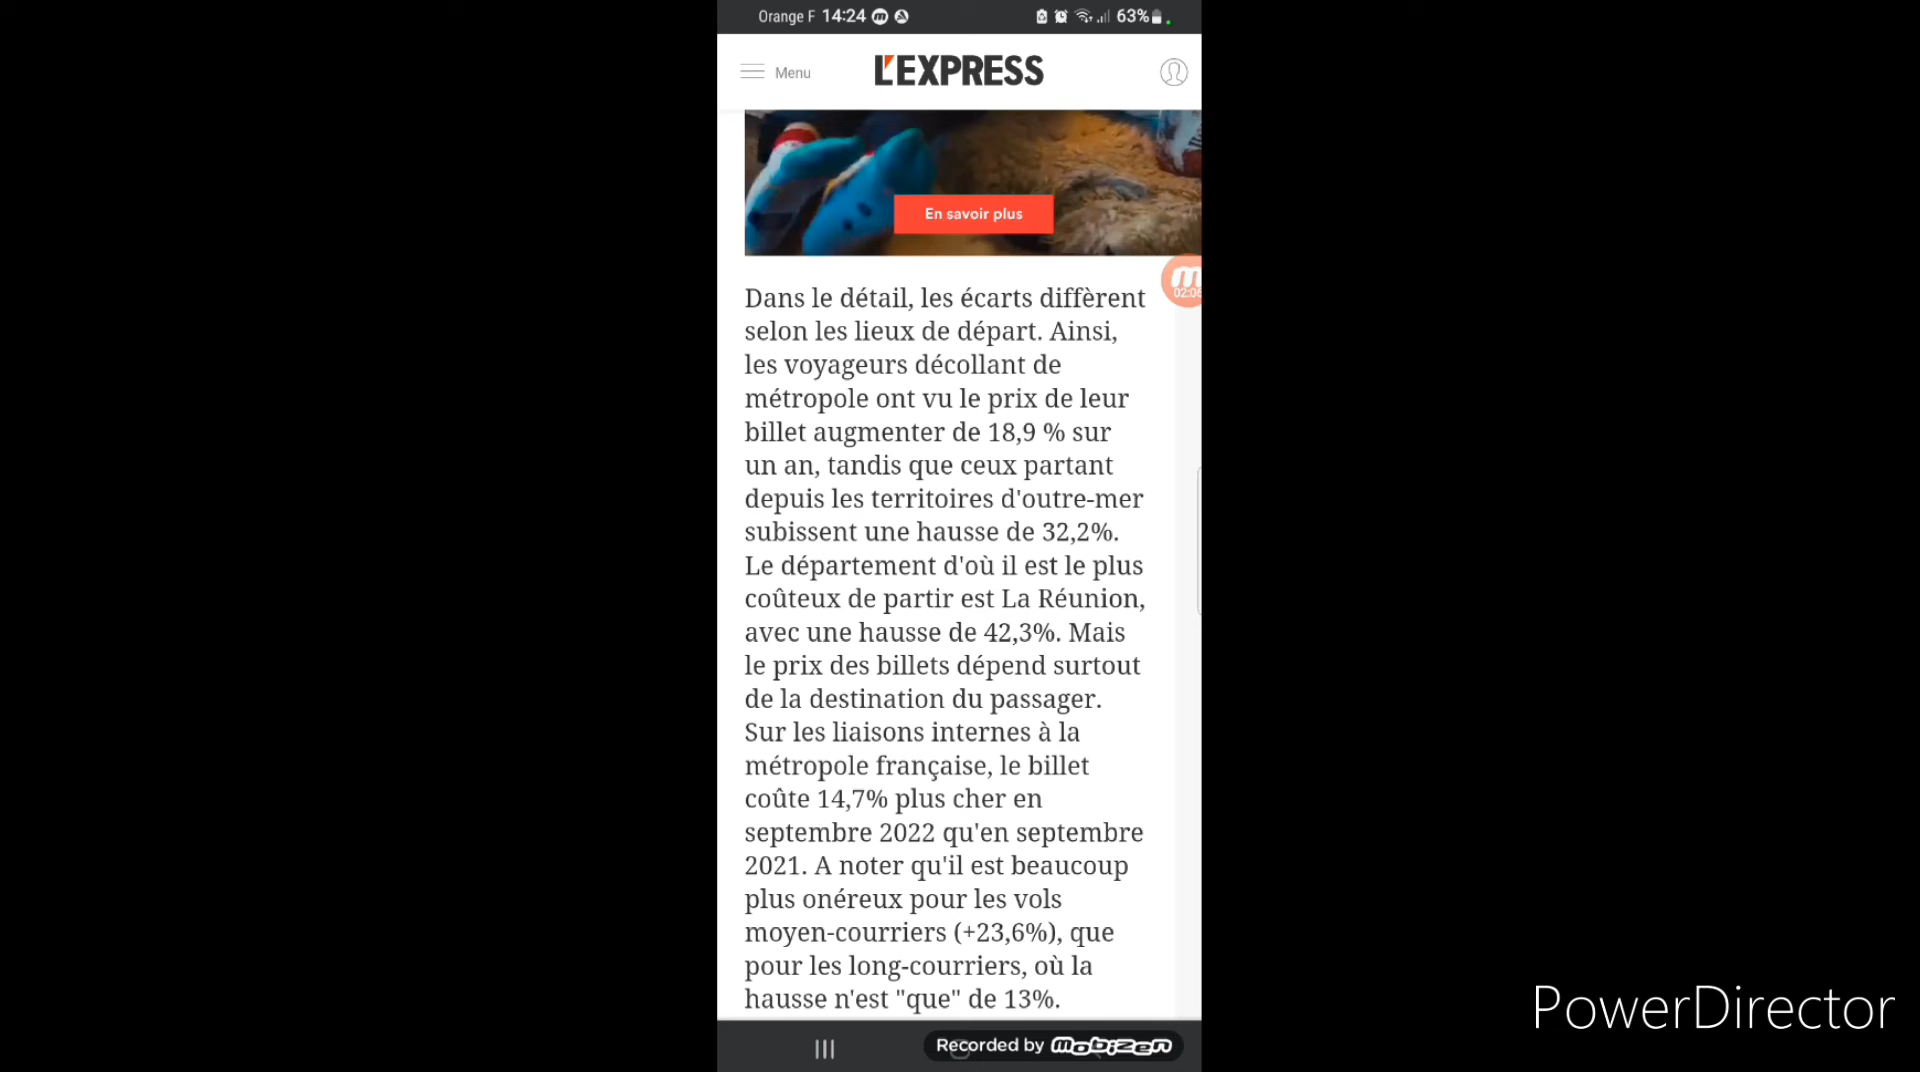 Orange F 14:24 63%
Menu L'EXPRESS
En savoir plus
02:06
Dans le détail, les écarts diffèrent
selon les lieux de départ. Ainsi,
les voyageurs décollant de
métropole ont vu le prix de leur
billet augmenter de 18,9 % sur
un an, tandis que ceux partant
depuis les territoires d'outre-mer
subissent une hausse de 32,2%.
Le département d'où il est le plus
coûteux de partir est La Réunion,
avec une hausse de 42,3%. Mais
le prix des billets dépend surtout
de la destination du passager.
Sur les liaisons internes à la
métropole française, le billet
coûte 14,7% plus cher en
septembre 2022 qu'en septembre
2021. A noter qu'il est beaucoup
plus onéreux pour les vols
moyen-courriers (+23,6%), que
pour les long-courriers, où la
hausse n'est "que" de 13%.
Recorded by Mobizen
PowerDirector